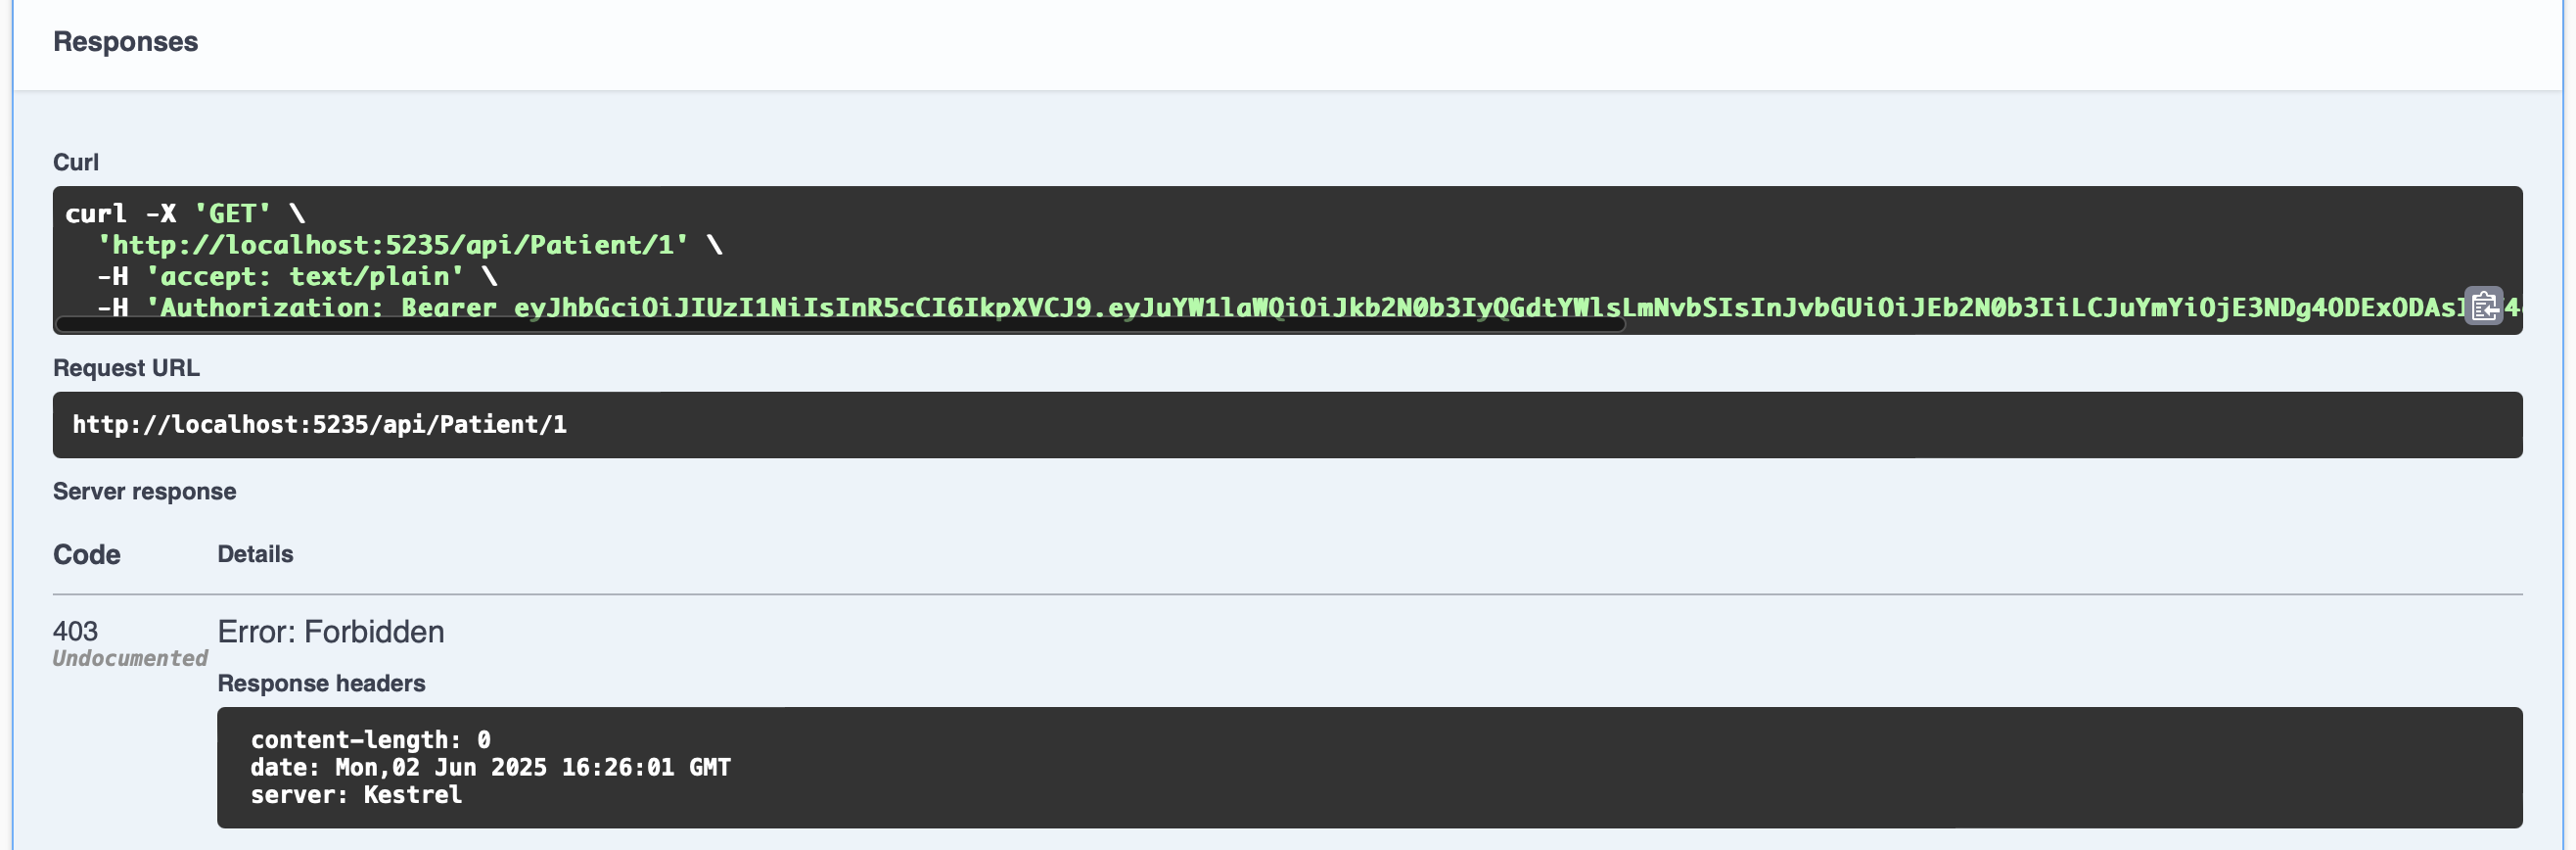 Responses
Curl
curl -X 'GET' \
'http://localhost:5235/api/Patient/1' \
-H 'accept: text/plain' \
-H 'Authorization: Bearer eyJhbGciOiJIUzI1NiIsInR5cCI6IkpXVCJ9.eyJuYW1laWQiOiJkb2N0b3IyQGdtYWlsLmNvbSIsInJvbGUiOiJEb2N0b3IiLCJuYmYiOjE3NDg4ODExODAsI
Request URL
http://localhost:5235/api/Patient/1
Server response
Code Details
403 Error: Forbidden
Undocumented
Response headers
content-length: 0
date: Mon,02 Jun 2025 16:26:01 GMT
server: Kestrel